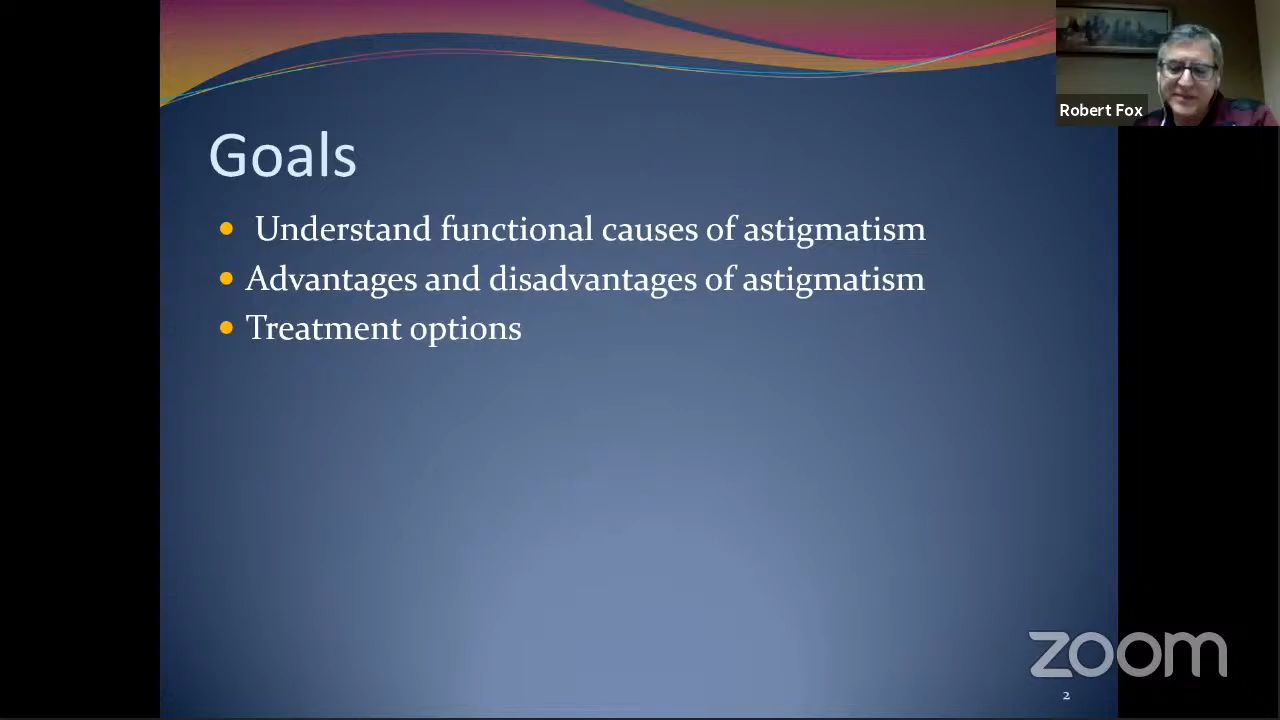 Robert Fox
Goals
Understand functional causes of astigmatism
Advantages and disadvantages of astigmatism
Treatment options
zoom
2